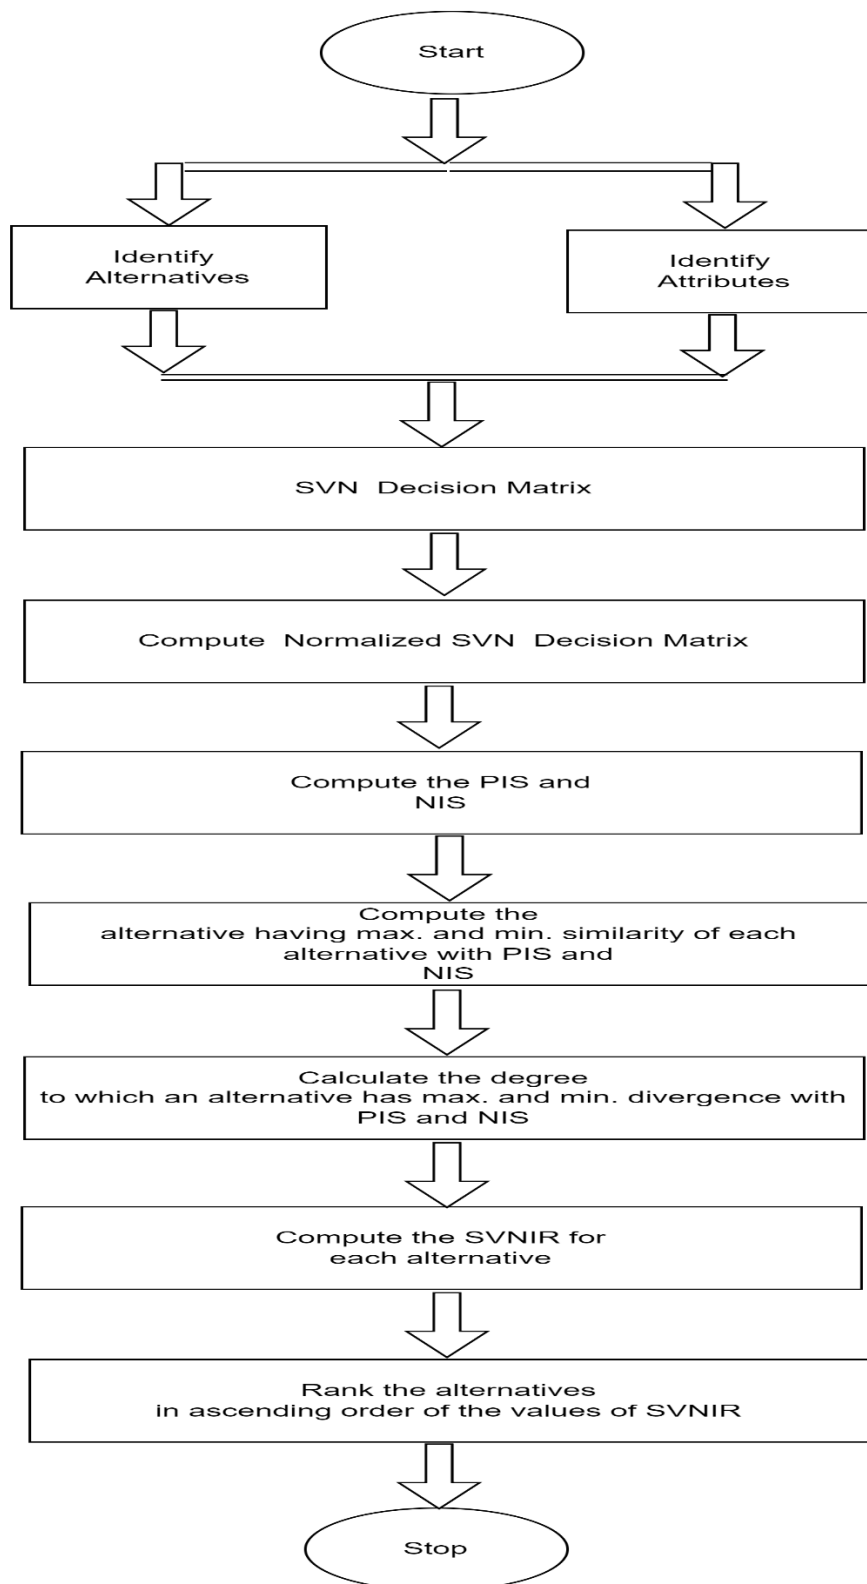 Start
Identify
Alternatives
Identify
Attributes
SVN Decision Matrix
Compute Normalized SVN Decision Matrix
Compute the PIS and
NIS
Compute the
alternative having max. and min. similarity of each
alternative with PIS and
NIS
Calculate the degree
to which an alternative has max. and min. divergence with
PIS and NIS
Compute the SVNIR for
each alternative
Rank the alternatives
in ascending order of the values of SVNIR
Stop